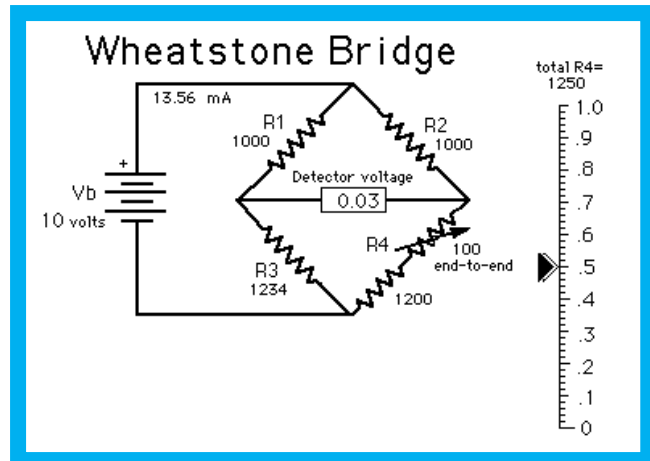 Wheatstone Bridge
total R4=
1250
13.56 mA
R1
1000
R2
1000
Detector voltage
0.03
+
Vb
10 volts
R3
1234
R4
100
end-to-end
1200
1.0
.9
.8
.7
.6
.5
.4
.3
.2
.1
0